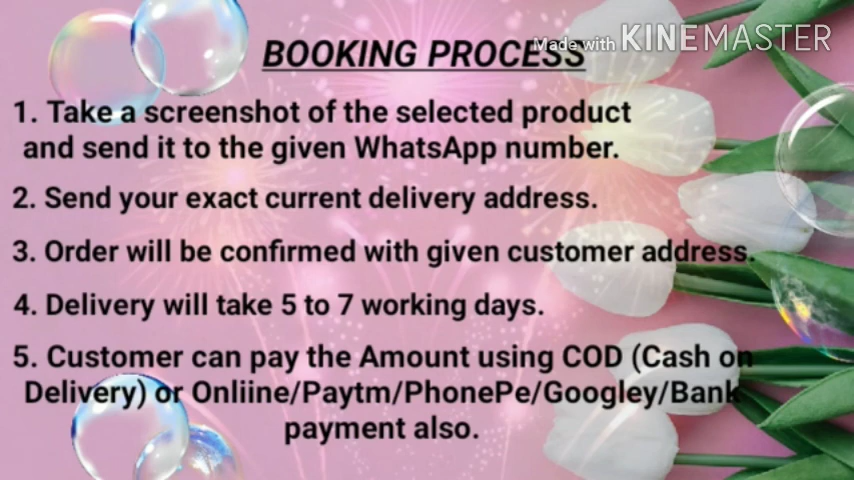 BOOKING PROCESS
Made with KINEMASTER
1. Take a screenshot of the selected product
and send it to the given WhatsApp number.
2. Send your exact current delivery address.
3. Order will be confirmed with given customer address.
4. Delivery will take 5 to 7 working days.
5. Customer can pay the Amount using COD (Cash on
Delivery) or Onliine/Paytm/PhonePe/Googley/Bank
payment also.